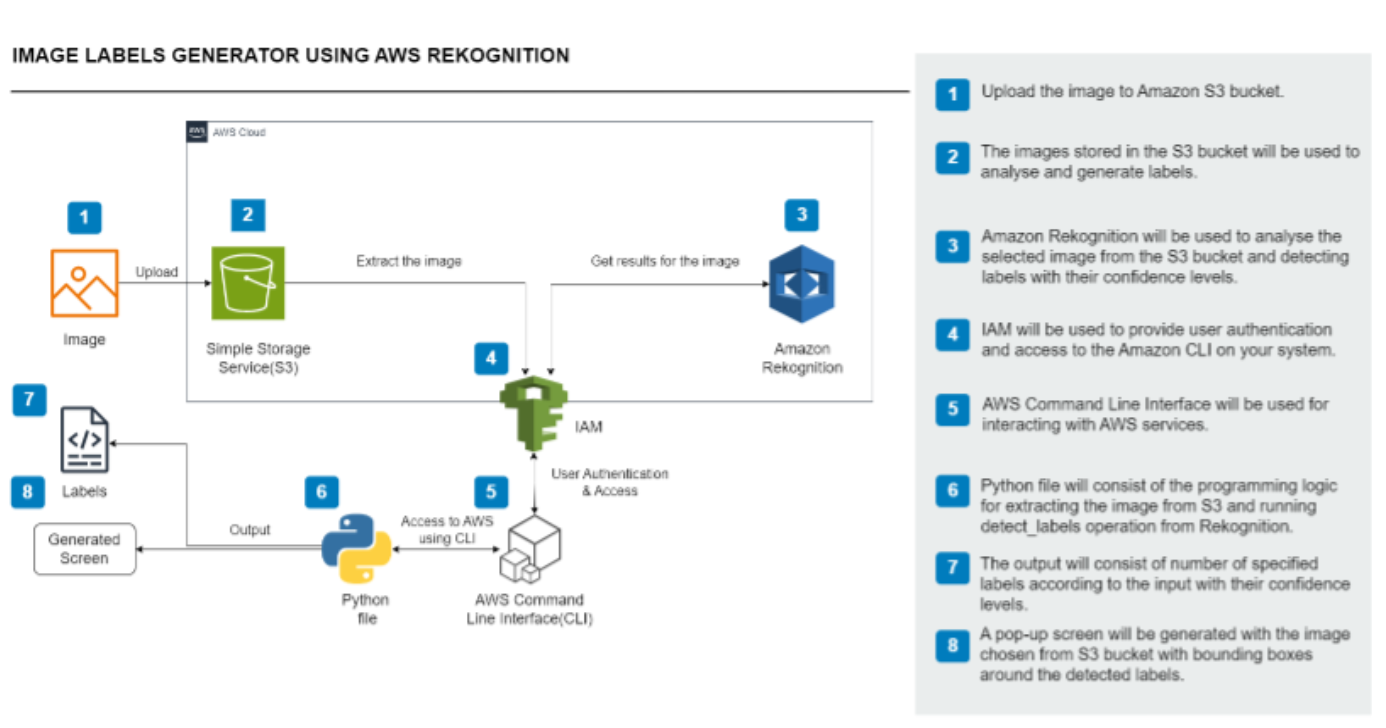 IMAGE LABELS GENERATOR USING AWS REKOGNITION
aws
AWS Cloud
1
2
3
Upload
Extract the image
Get results for the image
Image
Simple Storage
Service(S3)
Amazon
Rekognition
4
IAM
7
Labels
8
Generated
Screen
Output
6
Python
file
Access to AWS
using CLI
5
User Authentication
& Access
AWS Command
Line Interface(CLI)
1
Upload the image to Amazon S3 bucket.
2
The images stored in the S3 bucket will be used to
analyse and generate labels.
3
Amazon Rekognition will be used to analyse the
selected image from the S3 bucket and detecting
labels with their confidence levels.
4
IAM will be used to provide user authentication
and access to the Amazon CLI on your system.
5
AWS Command Line Interface will be used for
interacting with AWS services.
6
Python file will consist of the programming logic
for extracting the image from S3 and running
detect_labels operation from Rekognition.
7
The output will consist of number of specified
labels according to the input with their confidence
levels.
8
A pop-up screen will be generated with the image
chosen from S3 bucket with bounding boxes
around the detected labels.